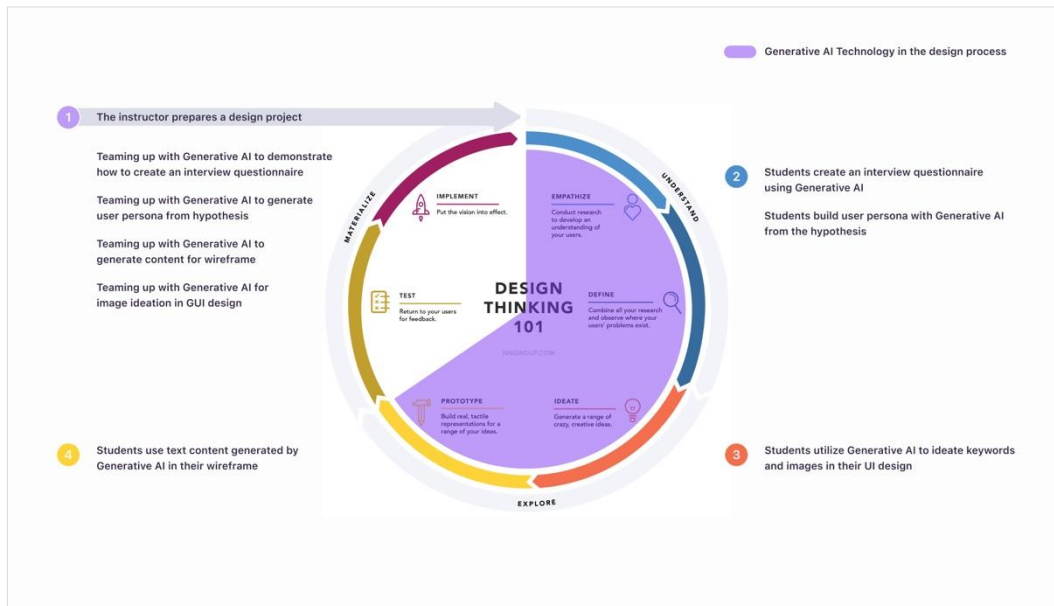 Generative AI Technology in the design process
1
The instructor prepares a design project
Teaming up with Generative AI to demonstrate
how to create an interview questionnaire
Teaming up with Generative AI to generate
user persona from hypothesis
Teaming up with Generative AI to
generate content for wireframe
Teaming up with Generative AI for
image ideation in GUI design
2
Students create an interview questionnaire
using Generative AI
Students build user persona with Generative AI
from the hypothesis
MATERIALIZE
UNDERSTAND
IMPLEMENT
Put the vision into effect.
EMPATHIZE
Conduct research
to develop an
understanding of
your users.
TEST
Return to your users
for feedback.
DESIGN
THINKING
101
NNGROUP.COM
DEFINE
Combine all your research
and observe where your
users' problems exist.
PROTOTYPE
Build real, tactile
representations for a
range of your ideas.
IDEATE
Generate a range of
crazy, creative ideas.
EXPLORE
4
Students use text content generated by
Generative AI in their wireframe
3
Students utilize Generative AI to ideate keywords
and images in their UI design